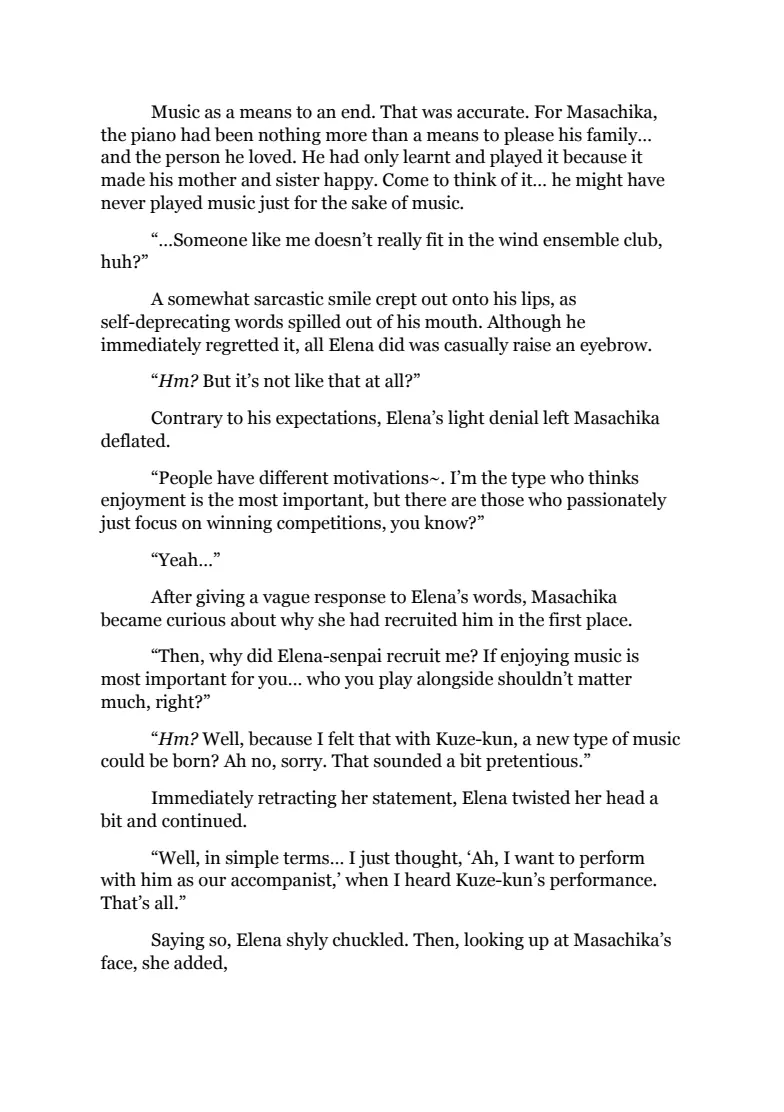 Music as a means to an end. That was accurate. For Masachika,
the piano had been nothing more than a means to please his family…
and the person he loved. He had only learnt and played it because it
made his mother and sister happy. Come to think of it… he might have
never played music just for the sake of music.
“…Someone like me doesn’t really fit in the wind ensemble club,
huh?”
A somewhat sarcastic smile crept out onto his lips, as
self-deprecating words spilled out of his mouth. Although he
immediately regretted it, all Elena did was casually raise an eyebrow.
“Hm? But it’s not like that at all?”
Contrary to his expectations, Elena’s light denial left Masachika
deflated.
“People have different motivations~. I’m the type who thinks
enjoyment is the most important, but there are those who passionately
just focus on winning competitions, you know?”
“Yeah…”
After giving a vague response to Elena’s words, Masachika
became curious about why she had recruited him in the first place.
“Then, why did Elena-senpai recruit me? If enjoying music is
most important for you… who you play alongside shouldn’t matter
much, right?”
“Hm? Well, because I felt that with Kuze-kun, a new type of music
could be born? Ah no, sorry. That sounded a bit pretentious.”
Immediately retracting her statement, Elena twisted her head a
bit and continued.
“Well, in simple terms… I just thought, ‘Ah, I want to perform
with him as our accompanist,’ when I heard Kuze-kun’s performance.
That’s all.”
Saying so, Elena shyly chuckled. Then, looking up at Masachika’s
face, she added,